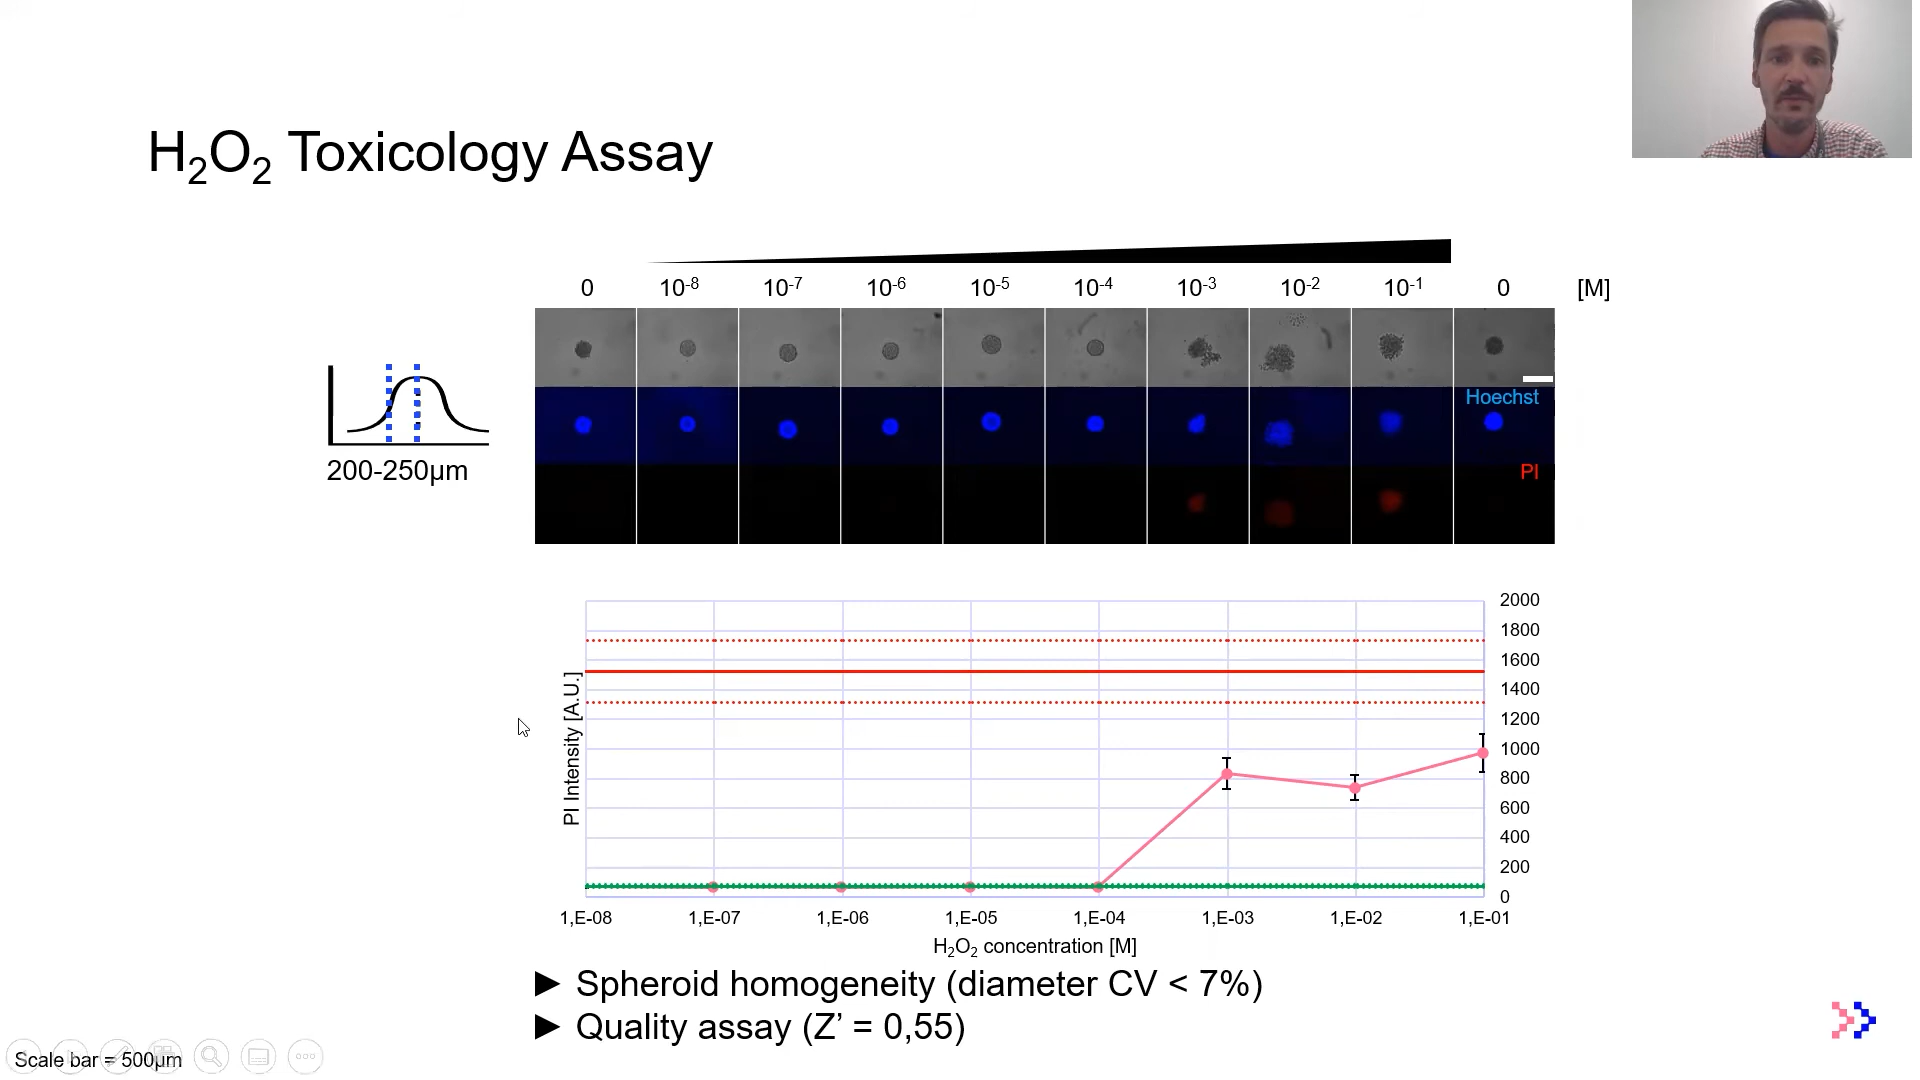 H₂O₂ Toxicology Assay
0 10⁻⁸ 10⁻⁷ 10⁻⁶ 10⁻⁵ 10⁻⁴ 10⁻³ 10⁻² 10⁻¹ 0 [M]
Hoechst
PI
200-250µm
2000
1800
1600
1400
1200
1000
800
600
400
200
0
PI Intensity [A.U.]
1,E-08 1,E-07 1,E-06 1,E-05 1,E-04 1,E-03 1,E-02 1,E-01
H₂O₂ concentration [M]
► Spheroid homogeneity (diameter CV < 7%)
► Quality assay (Z’ = 0,55)
Scale bar = 500µm